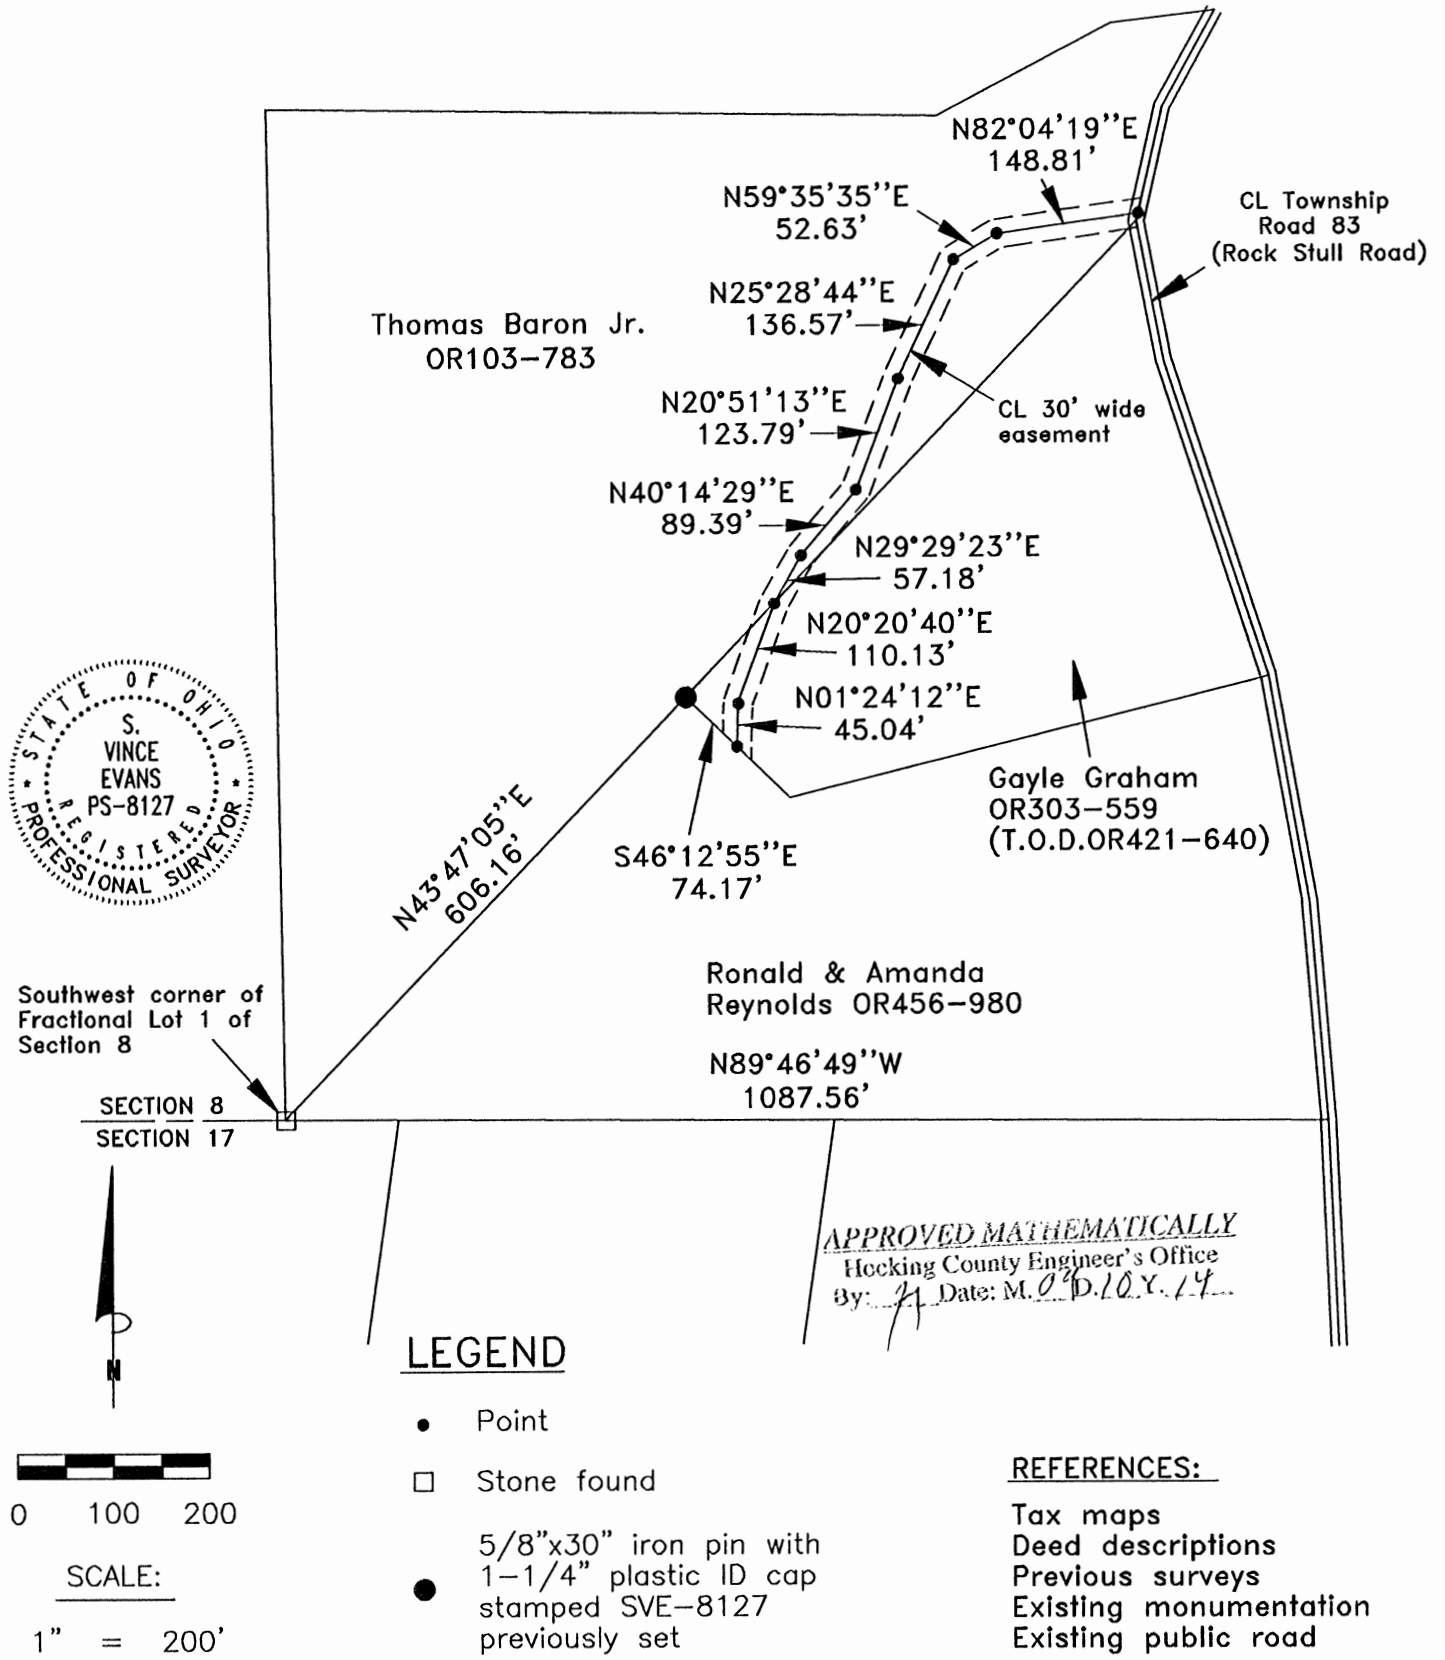 N82°04'19"E
148.81'
N59°35'35"E
52.63'
CL Township
Road 83
(Rock Stull Road)
N25°28'44"E
136.57'
Thomas Baron Jr.
OR103-783
N20°51'13"E
123.79'
CL 30' wide
easement
N40°14'29"E
89.39'
N29°29'23"E
57.18'
N20°20'40"E
110.13'
N01°24'12"E
45.04'
STATE OF OHIO
S.
VINCE
EVANS
PS-8127
REGISTERED
PROFESSIONAL SURVEYOR
Gayle Graham
OR303-559
(T.O.D.OR421-640)
S46°12'55"E
74.17'
N43°47'05"E
606.16'
Ronald & Amanda
Reynolds OR456-980
Southwest corner of
Fractional Lot 1 of
Section 8
N89°46'49"W
1087.56'
SECTION 8
SECTION 17
APPROVED MATHEMATICALLY
Hocking County Engineer's Office
By: Date: M. D.10 Y.14
N
LEGEND
Point
Stone found
5/8"x30" iron pin with
1-1/4" plastic ID cap
stamped SVE-8127
previously set
0 100 200
SCALE:
1" = 200'
REFERENCES:
Tax maps
Deed descriptions
Previous surveys
Existing monumentation
Existing public road